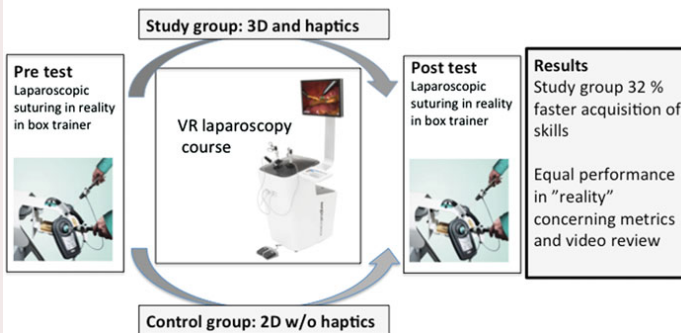 Study group: 3D and haptics
Pre test
Laparoscopic
suturing in reality
in box trainer
VR laparoscopy
course
Post test
Laparoscopic
suturing in reality
in box trainer
Results
Study group 32 %
faster acquisition of
skills
Equal performance
in ”reality”
concerning metrics
and video review
Control group: 2D w/o haptics